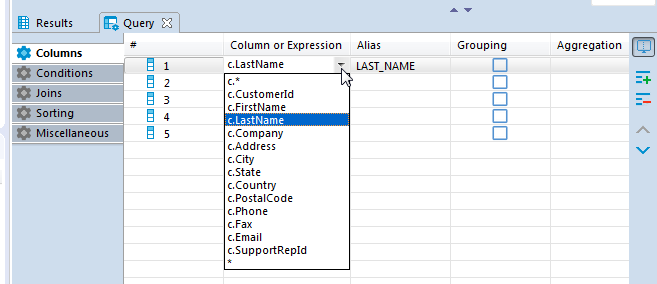 Results
Query
Columns
Conditions
Joins
Sorting
Miscellaneous
# Column or Expression Alias Grouping Aggregation
1 c.LastName LAST_NAME
2
3
4
5
c.*
c.CustomerId
c.FirstName
c.LastName
c.Company
c.Address
c.City
c.State
c.Country
c.PostalCode
c.Phone
c.Fax
c.Email
c.SupportRepId
*